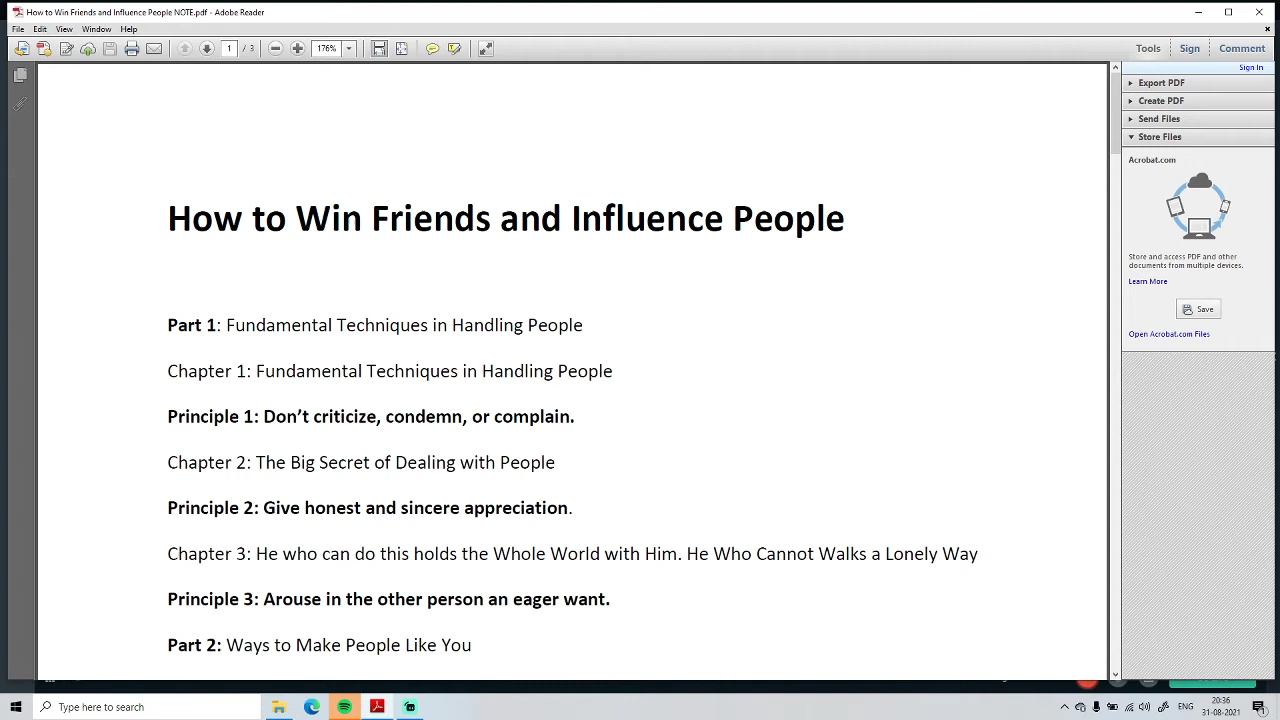 How to Win Friends and Influence People NOTE.pdf - Adobe Reader
File Edit View Window Help
1 / 3 176% Tools Sign Comment
Sign In
Export PDF
Create PDF
Send Files
Store Files
Acrobat.com
Store and access PDF and other
documents from multiple devices.
Learn More
Save
Open Acrobat.com Files
How to Win Friends and Influence People
Part 1: Fundamental Techniques in Handling People
Chapter 1: Fundamental Techniques in Handling People
Principle 1: Don’t criticize, condemn, or complain.
Chapter 2: The Big Secret of Dealing with People
Principle 2: Give honest and sincere appreciation.
Chapter 3: He who can do this holds the Whole World with Him. He Who Cannot Walks a Lonely Way
Principle 3: Arouse in the other person an eager want.
Part 2: Ways to Make People Like You
Type here to search
ENG
20:36
31-08-2021